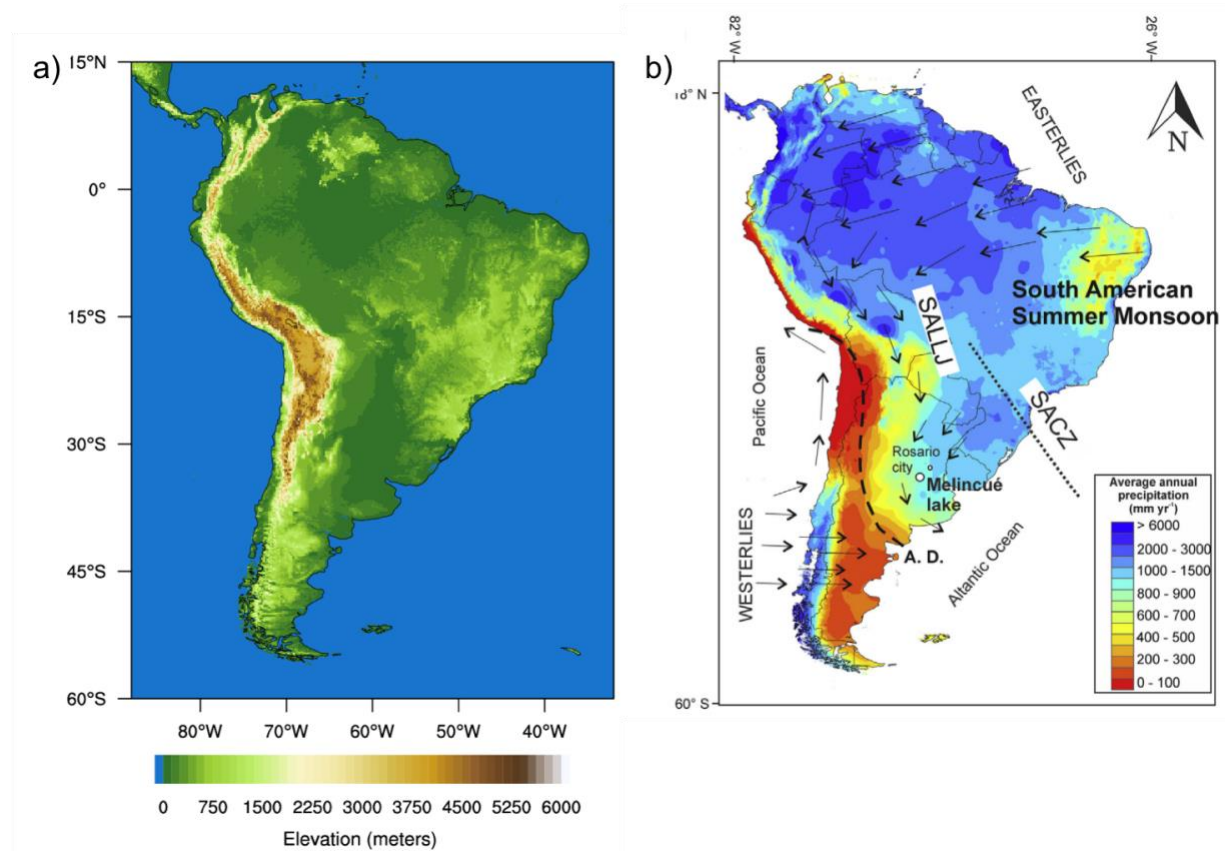 a)
15°N
0°
15°S
30°S
45°S
60°S
80°W
70°W
60°W
50°W
40°W
0
750
1500
2250
3000
3750
4500
5250
6000
Elevation (meters)
b)
82° W
26° W
18° N
60° S
EASTERLIES
N
South American
Summer Monsoon
SALLJ
SACZ
Pacific Ocean
Rosario
city
Melincué
lake
WESTERLIES
A. D.
Altantic Ocean
Average annual
precipitation
(mm yr⁻¹)
> 6000
2000 - 3000
1000 - 1500
800 - 900
600 - 700
400 - 500
200 - 300
0 - 100